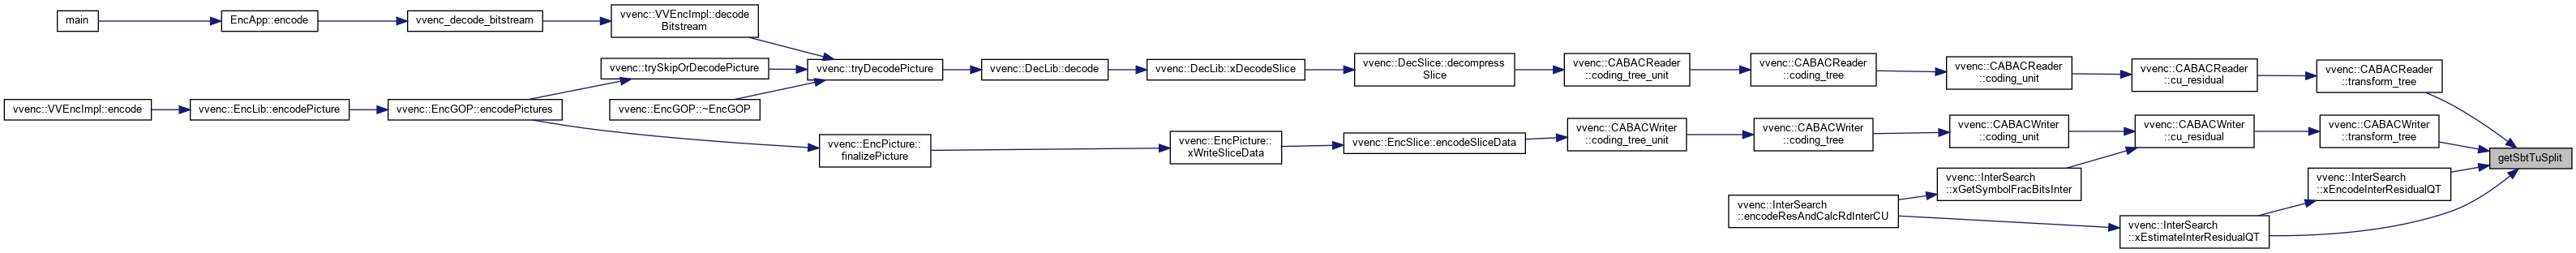 main
EncApp::encode
vvenc_decode_bitstream
vvenc::VVEncImpl::decode
Bitstream
vvenc::trySkipOrDecodePicture
vvenc::tryDecodePicture
vvenc::DecLib::decode
vvenc::DecLib::xDecodeSlice
vvenc::DecSlice::decompress
Slice
vvenc::CABACReader
::coding_tree_unit
vvenc::CABACReader
::coding_tree
vvenc::CABACReader
::coding_unit
vvenc::CABACReader
::cu_residual
vvenc::CABACReader
::transform_tree
vvenc::VVEncImpl::encode
vvenc::EncLib::encodePicture
vvenc::EncGOP::encodePictures
vvenc::EncGOP::~EncGOP
vvenc::EncPicture::
finalizePicture
vvenc::EncPicture::
xWriteSliceData
vvenc::EncSlice::encodeSliceData
vvenc::CABACWriter
::coding_tree_unit
vvenc::CABACWriter
::coding_tree
vvenc::CABACWriter
::coding_unit
vvenc::CABACWriter
::cu_residual
vvenc::CABACWriter
::transform_tree
getSbtTuSplit
vvenc::InterSearch
::xGetSymbolFracBitsInter
vvenc::InterSearch
::xEncodeInterResidualQT
vvenc::InterSearch
::encodeResAndCalcRdInterCU
vvenc::InterSearch
::xEstimateInterResidualQT